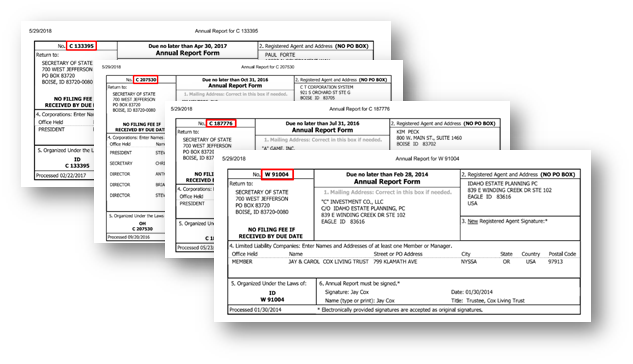 5/29/2018 Annual Report for C 133395
No. C 133395 Due no later than Apr 30, 2017 2. Registered Agent and Address (NO PO BOX)
Return to: Annual Report Form PAUL FORTE
SECRETARY OF STATE
700 WEST JEFFERSON
PO BOX 83720
BOISE, ID 83720-0080
NO FILING FEE IF
RECEIVED BY DUE DATE
4. Corporations: Enter Names
Office Held Name
PRESIDENT STEV
5. Organized Under the Laws
ID
C 133395
Processed 02/22/2017
Annual Report for C 207530
No. C 207530 Due no later than Oct 31, 2016 2. Registered Agent and Address (NO PO BOX)
Return to: Annual Report Form C T CORPORATION SYSTEM
SECRETARY OF STATE 1. Mailing Address: Correct in this box if needed. 921 S ORCHARD ST STE G
700 WEST JEFFERSON BOISE ID 83705
PO BOX 83720
BOISE, ID 83720-0080
NO FILING FEE IF
RECEIVED BY DUE DATE
4. Corporations: Enter Names
Office Held Name
PRESIDENT STEV
SECRETARY CHRI
DIRECTOR ANTH
DIRECTOR BRIA
DIRECTOR STEV
5. Organized Under the Laws
OH
C 207530
Processed 09/20/2016
5/29/2018 Annual Report for C 187776
No. C 187776 Due no later than Jul 31, 2016 2. Registered Agent and Address (NO PO BOX)
Return to: Annual Report Form KIM PECK
SECRETARY OF STATE 1. Mailing Address: Correct in this box if needed. 800 W. MAIN ST., SUITE 1460
700 WEST JEFFERSON "A" GAME, INC. BOISE ID 83702
PO BOX 83720
BOISE, ID 83720-0080
NO FILING FEE IF
RECEIVED BY DUE DATE
4. Corporations: Enter
Office Held
PRESIDENT
5. Organized Under
C 187776
Processed 05/23
5/29/2018 Annual Report for W 91004
No. W 91004 Due no later than Feb 28, 2014 2. Registered Agent and Address (NO PO BOX)
Return to: Annual Report Form IDAHO ESTATE PLANNING PC
SECRETARY OF STATE 1. Mailing Address: Correct in this box if needed. 839 E WINDING CREEK DR STE 102
700 WEST JEFFERSON "C" INVESTMENT CO., LLC EAGLE ID 83616
PO BOX 83720 C/O IDAHO ESTATE PLANNING PC USA
BOISE, ID 83720-0080 839 E WINDING CREEK DR STE 102
EAGLE ID 83616 3. New Registered Agent Signature:*
NO FILING FEE IF
RECEIVED BY DUE DATE
4. Limited Liability Companies: Enter Names and Addresses of at least one Member or Manager.
Office Held Name Street or PO Address City State Country Postal Code
MEMBER JAY & CAROL COX LIVING TRUST 799 KLAMATH AVE NYSSA OR USA 97913
5. Organized Under the Laws of: 6. Annual Report must be signed.*
ID Signature: Jay Cox Date: 01/30/2014
W 91004 Name (type or print): Jay Cox Title: Trustee, Cox Living Trust
Processed 01/30/2014 * Electronically provided signatures are accepted as original signatures.